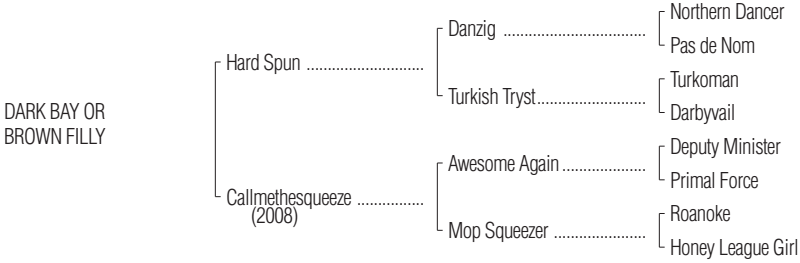 Northern Dancer
Danzig ................................
Pas de Nom
Hard Spun ..........................
Turkoman
Turkish Tryst........................
Darbyvail
DARK BAY OR
BROWN FILLY
Deputy Minister
Awesome Again ...................
Primal Force
Callmethesqueeze ...............
(2008)
Roanoke
Mop Squeezer .....................
Honey League Girl